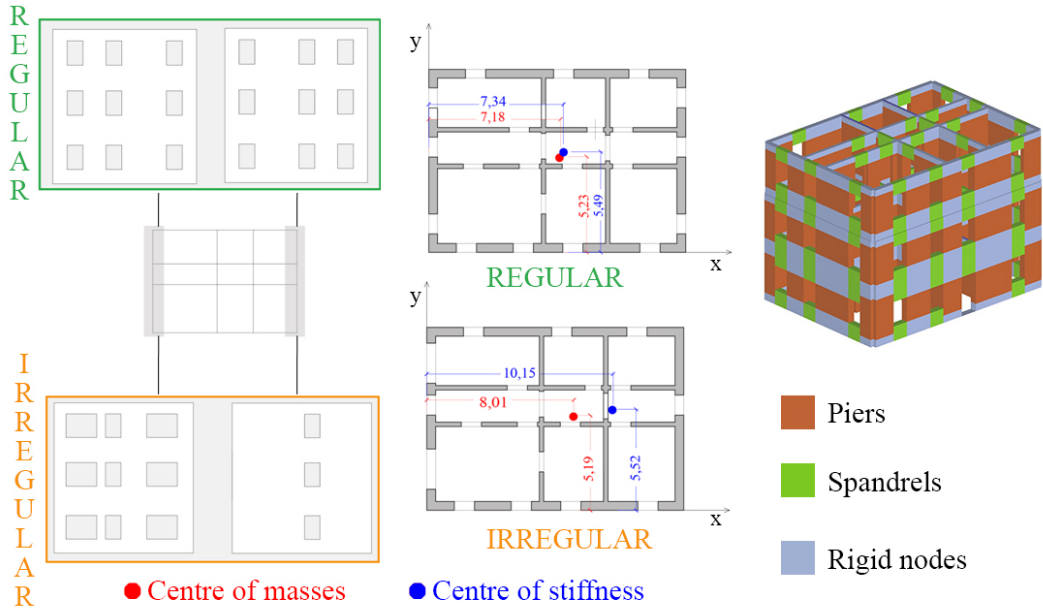 REGULAR
IRREGULAR
y
7,34
7,18
5,23
5,49
x
REGULAR
y
10,15
8,01
5,19
5,52
x
IRREGULAR
Piers
Spandrels
Rigid nodes
Centre of masses
Centre of stiffness